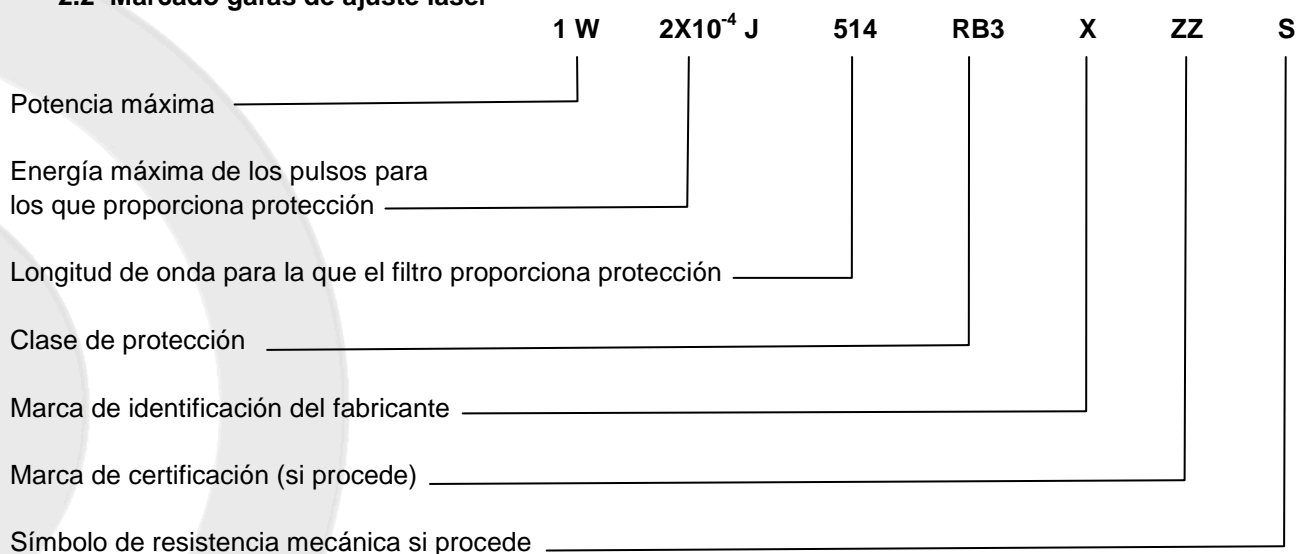 2.2 Marcado gafas de ajuste láser
1 W 2X10⁻⁴ J 514 RB3 X ZZ S
Potencia máxima
Energía máxima de los pulsos para
los que proporciona protección
Longitud de onda para la que el filtro proporciona protección
Clase de protección
Marca de identificación del fabricante
Marca de certificación (si procede)
Símbolo de resistencia mecánica si procede